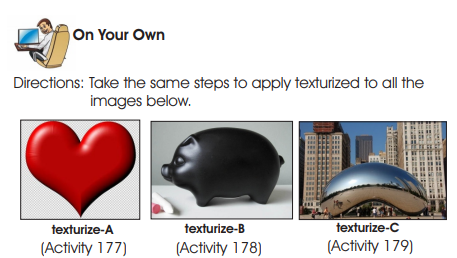 On Your Own
Directions: Take the same steps to apply texturized to all the
images below.
texturize-A
(Activity 177)
texturize-B
(Activity 178)
texturize-C
(Activity 179)